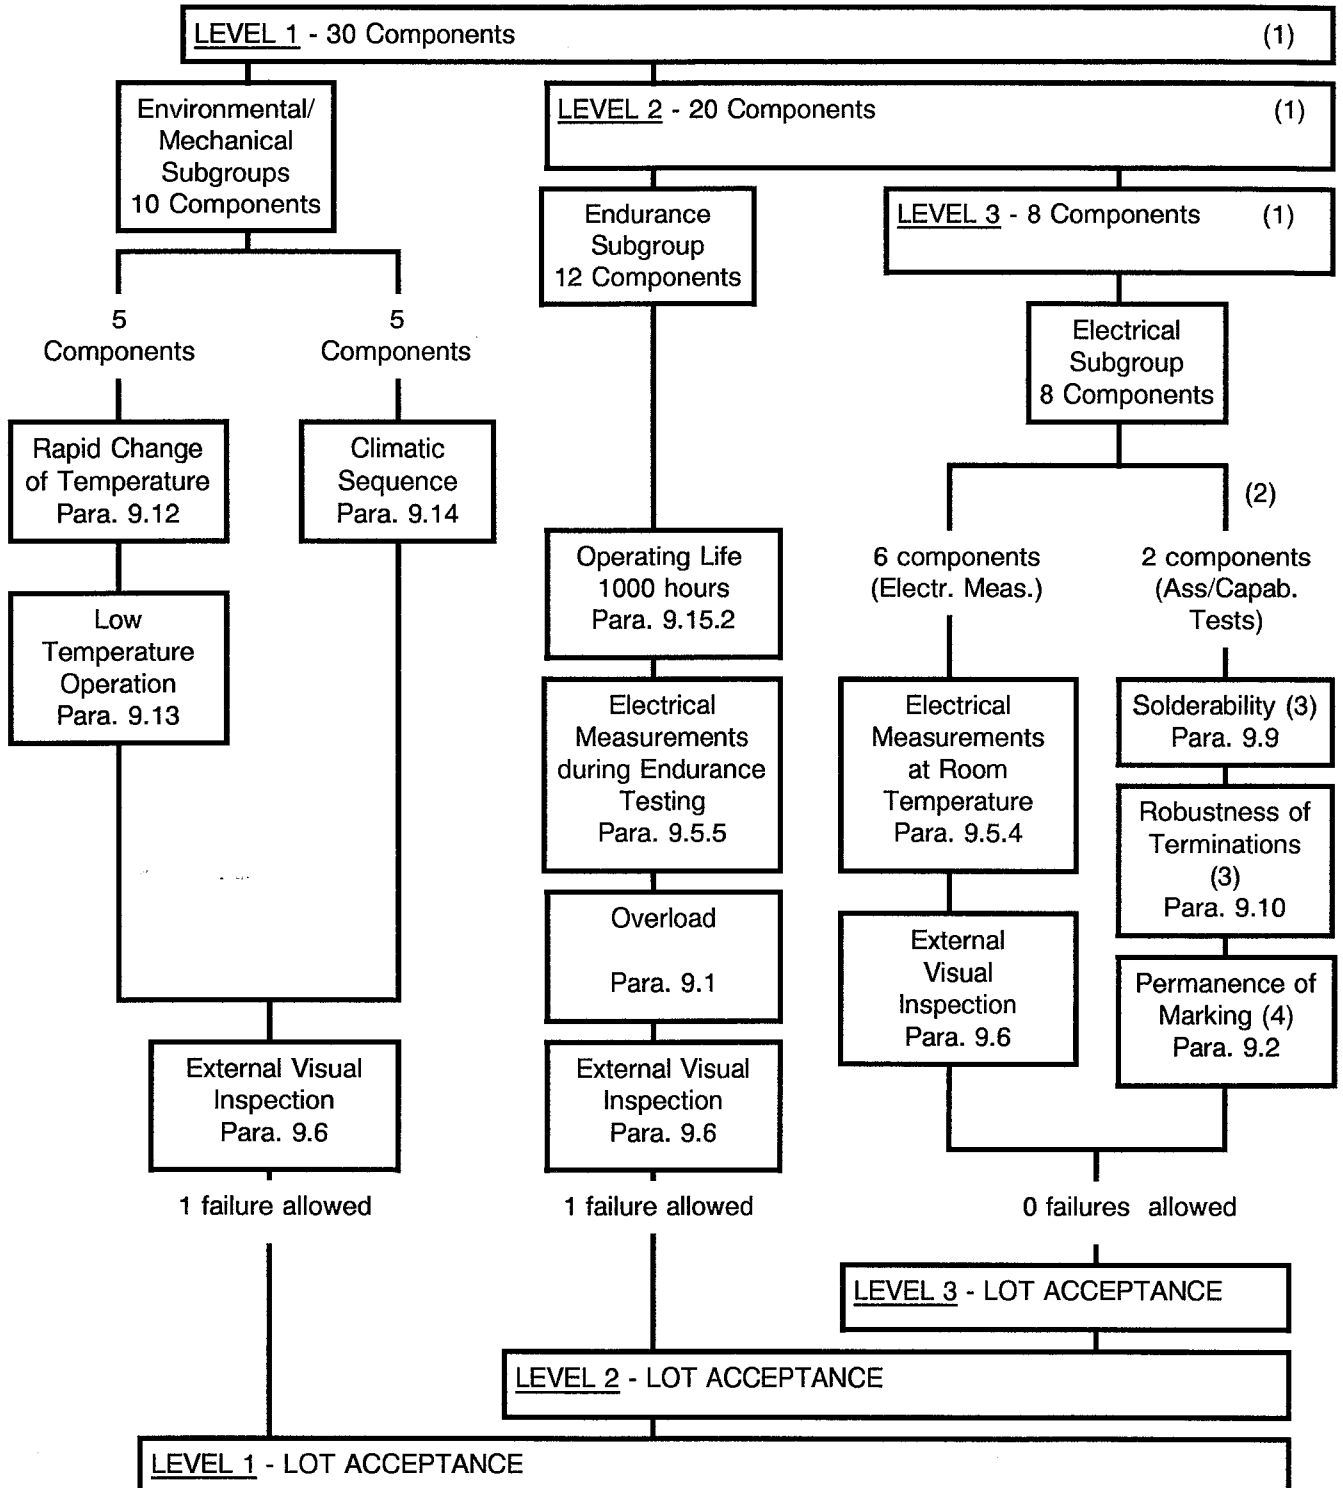 LEVEL 1 - 30 Components (1)
Environmental/
Mechanical
Subgroups
10 Components
LEVEL 2 - 20 Components (1)
Endurance
Subgroup
12 Components
LEVEL 3 - 8 Components (1)
5
Components
5
Components
Electrical
Subgroup
8 Components
Rapid Change
of Temperature
Para. 9.12
Climatic
Sequence
Para. 9.14
(2)
Operating Life
1000 hours
Para. 9.15.2
6 components
(Electr. Meas.)
2 components
(Ass/Capab.
Tests)
Low
Temperature
Operation
Para. 9.13
Electrical
Measurements
during Endurance
Testing
Para. 9.5.5
Electrical
Measurements
at Room
Temperature
Para. 9.5.4
Solderability (3)
Para. 9.9
Robustness of
Terminations
(3)
Para. 9.10
Overload
Para. 9.1
External
Visual
Inspection
Para. 9.6
Permanence of
Marking (4)
Para. 9.2
External Visual
Inspection
Para. 9.6
External Visual
Inspection
Para. 9.6
1 failure allowed
1 failure allowed
0 failures allowed
LEVEL 3 - LOT ACCEPTANCE
LEVEL 2 - LOT ACCEPTANCE
LEVEL 1 - LOT ACCEPTANCE